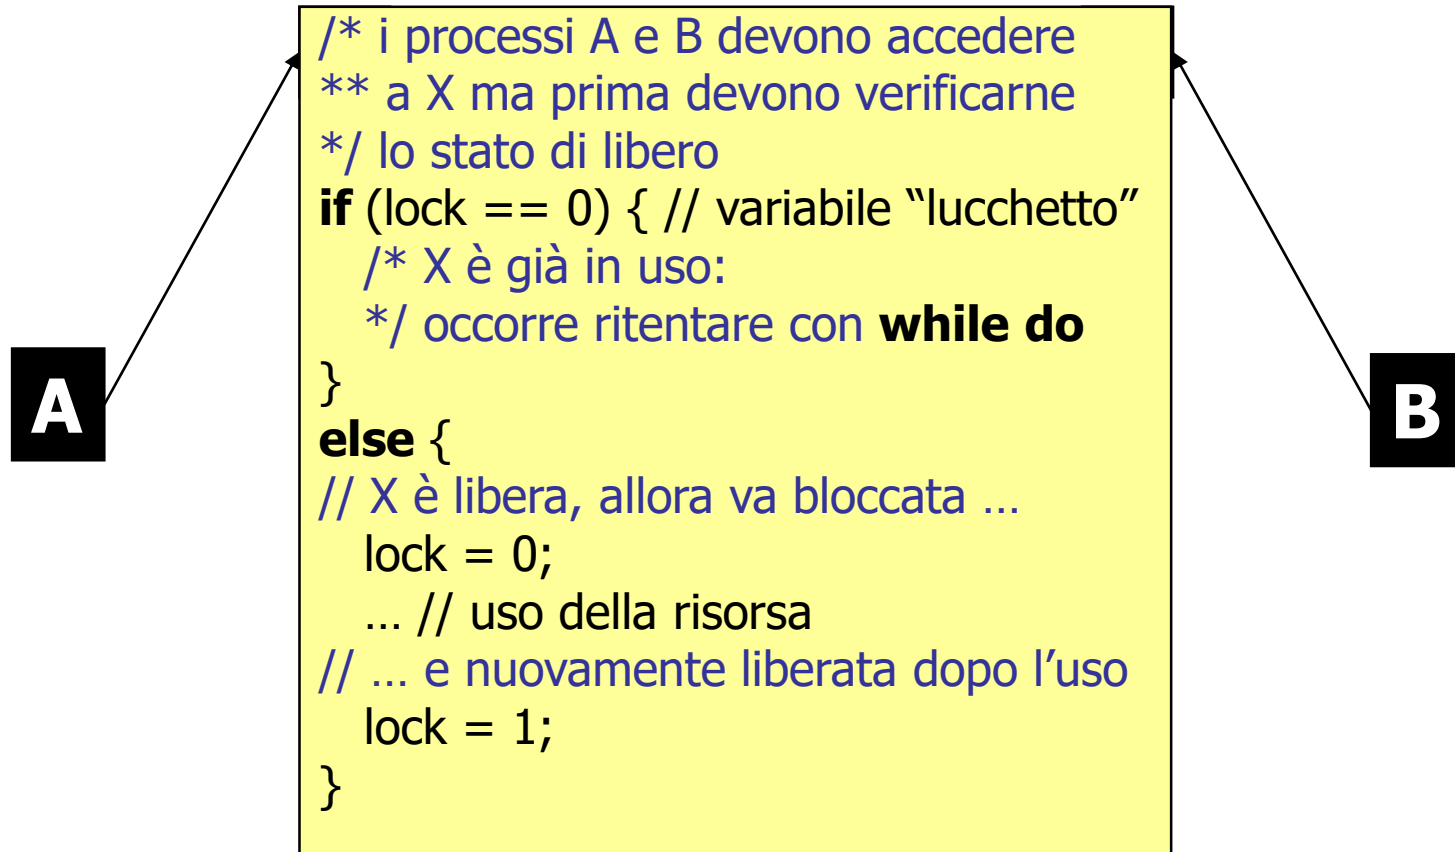 /* i processi A e B devono accedere
** a X ma prima devono verificarne
*/ lo stato di libero
if (lock == 0) { // variabile “lucchetto”
/* X è già in uso:
*/ occorre ritentare con while do
}
else {
// X è libera, allora va bloccata …
lock = 0;
… // uso della risorsa
// … e nuovamente liberata dopo l’uso
lock = 1;
}
A
B